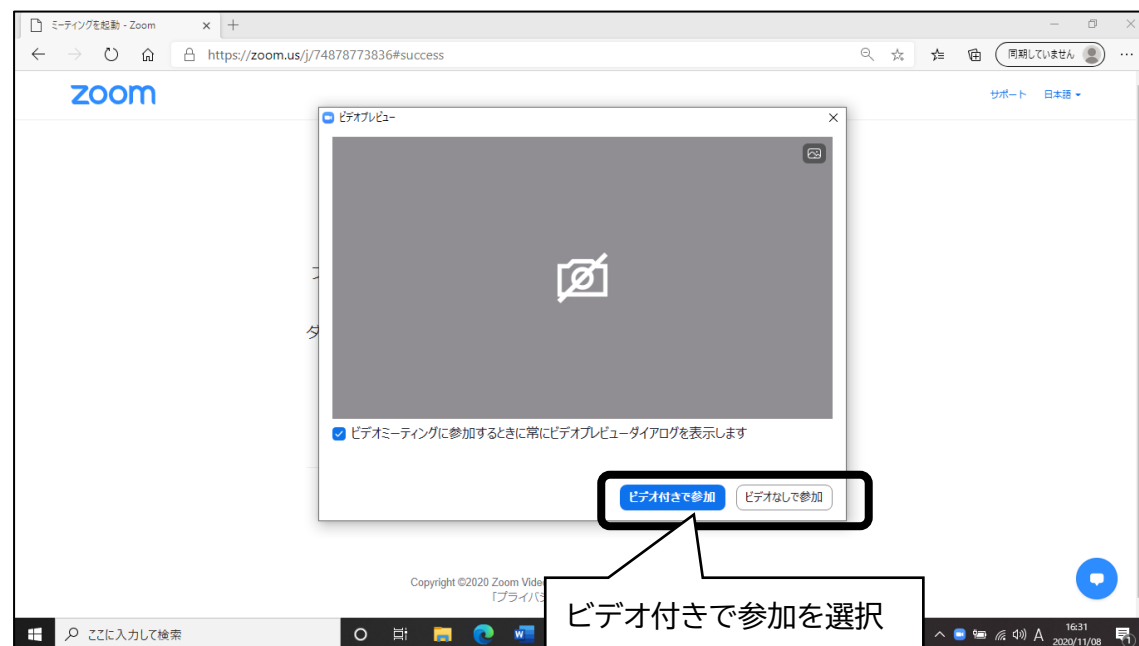 ミーティングを起動 - Zoom
https://zoom.us/j/74878773836#success
同期していません
zoom
サポート 日本語
ビデオプレビュー
ビデオミーティングに参加するときに常にビデオプレビューダイアログを表示します
ビデオ付きで参加 ビデオなしで参加
Copyright ©2020 Zoom Vide
「プライバシ
ビデオ付きで参加を選択
ここに入力して検索
A
16:31
2020/11/08